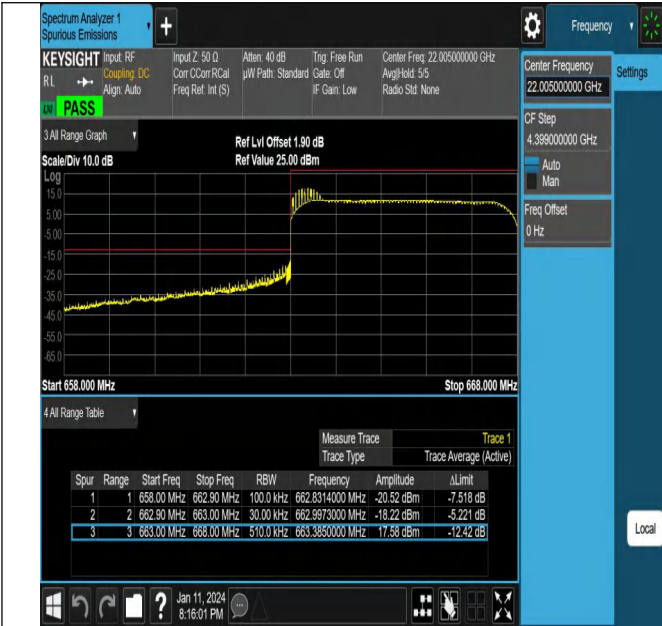 Spectrum Analyzer 1
Spurious Emissions
+
Frequency
KEYSIGHT Input: RF Input Z: 50 Ω Atten: 40 dB Trig: Free Run Center Freq: 22.005000000 GHz
RL Coupling: DC Corr CCorr RCal µW Path: Standard Gate: Off Avg|Hold: 5/5
Align: Auto Freq Ref: Int (S) IF Gain: Low Radio Std: None
LXI PASS
Center Frequency
22.005000000 GHz
Settings
CF Step
4.399000000 GHz
Auto
Man
Freq Offset
0 Hz
Local
3 All Range Graph
Ref Lvl Offset 1.90 dB
Scale/Div 10.0 dB Ref Value 25.00 dBm
Log
15.0
5.00
-5.00
-15.0
-25.0
-35.0
-45.0
-55.0
-65.0
Start 658.000 MHz Stop 668.000 MHz
4 All Range Table
Measure Trace Trace 1
Trace Type Trace Average (Active)
Spur Range Start Freq Stop Freq RBW Frequency Amplitude ΔLimit
1 1 658.00 MHz 662.90 MHz 100.0 kHz 662.8314000 MHz -20.52 dBm -7.518 dB
2 2 662.90 MHz 663.00 MHz 30.00 kHz 662.9973000 MHz -18.22 dBm -5.221 dB
3 3 663.00 MHz 668.00 MHz 510.0 kHz 663.3850000 MHz 17.58 dBm -12.42 dB
? Jan 11, 2024
8:16:01 PM